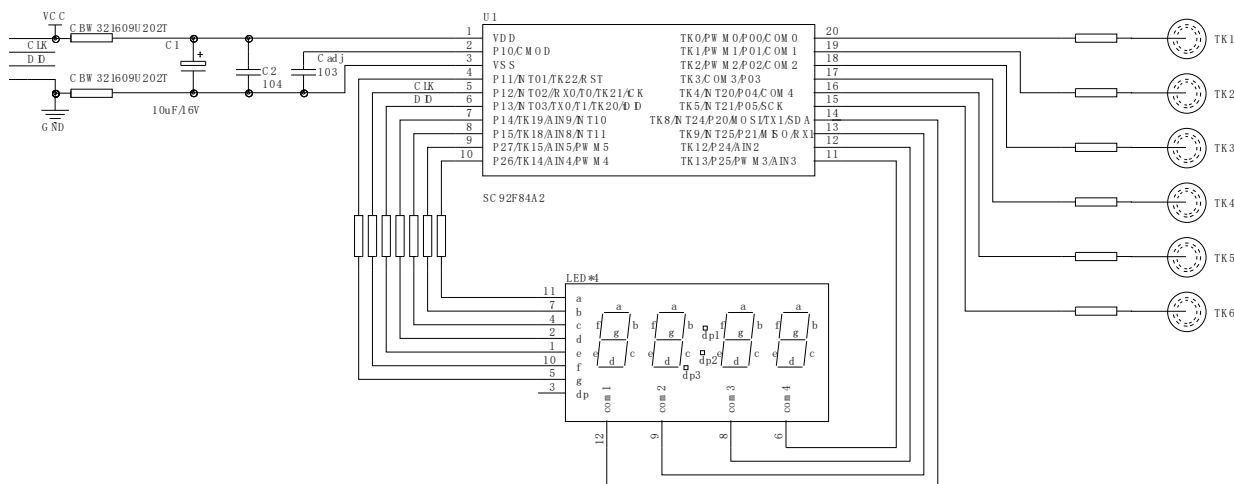 VCC
CBW321609U202T
CLK
DIO
CBW321609U202T
GND
C1
+
10uF/16V
C2
104
Cadj
103
U1
1 VDD
2 P10/CMOD
3 VSS
4 P11/INT01/TK22/RST
5 P12/INT02/RX0/T0/TK21/tCK
6 P13/INT03/TX0/T1/TK20/tDIO
7 P14/TK19/AIN9/INT10
8 P15/TK18/AIN8/INT11
9 P27/TK15/AIN5/PWM5
10 P26/TK14/AIN4/PWM4
CLK
DIO
TK0/PWM0/P00/COM0 20
TK1/PWM1/P01/COM1 19
TK2/PWM2/P02/COM2 18
TK3/COM3/P03 17
TK4/INT20/P04/COM4 16
TK5/INT21/P05/SCK 15
TK8/INT24/P20/MOSI/TX1/SDA 14
TK9/INT25/P21/MISO/RX1 13
TK12/P24/AIN2 12
TK13/P25/PWM3/AIN3 11
SC92F84A2
TK1
TK2
TK3
TK4
TK5
TK6
LED*4
11 a
7 b
4 c
2 d
1 e
10 f
5 g
3 dp
a f b g e c d
a f b g e c d
dp1
dp2
dp3
a f b g e c d
a f b g e c d
com1
com2
com3
com4
12
9
8
6